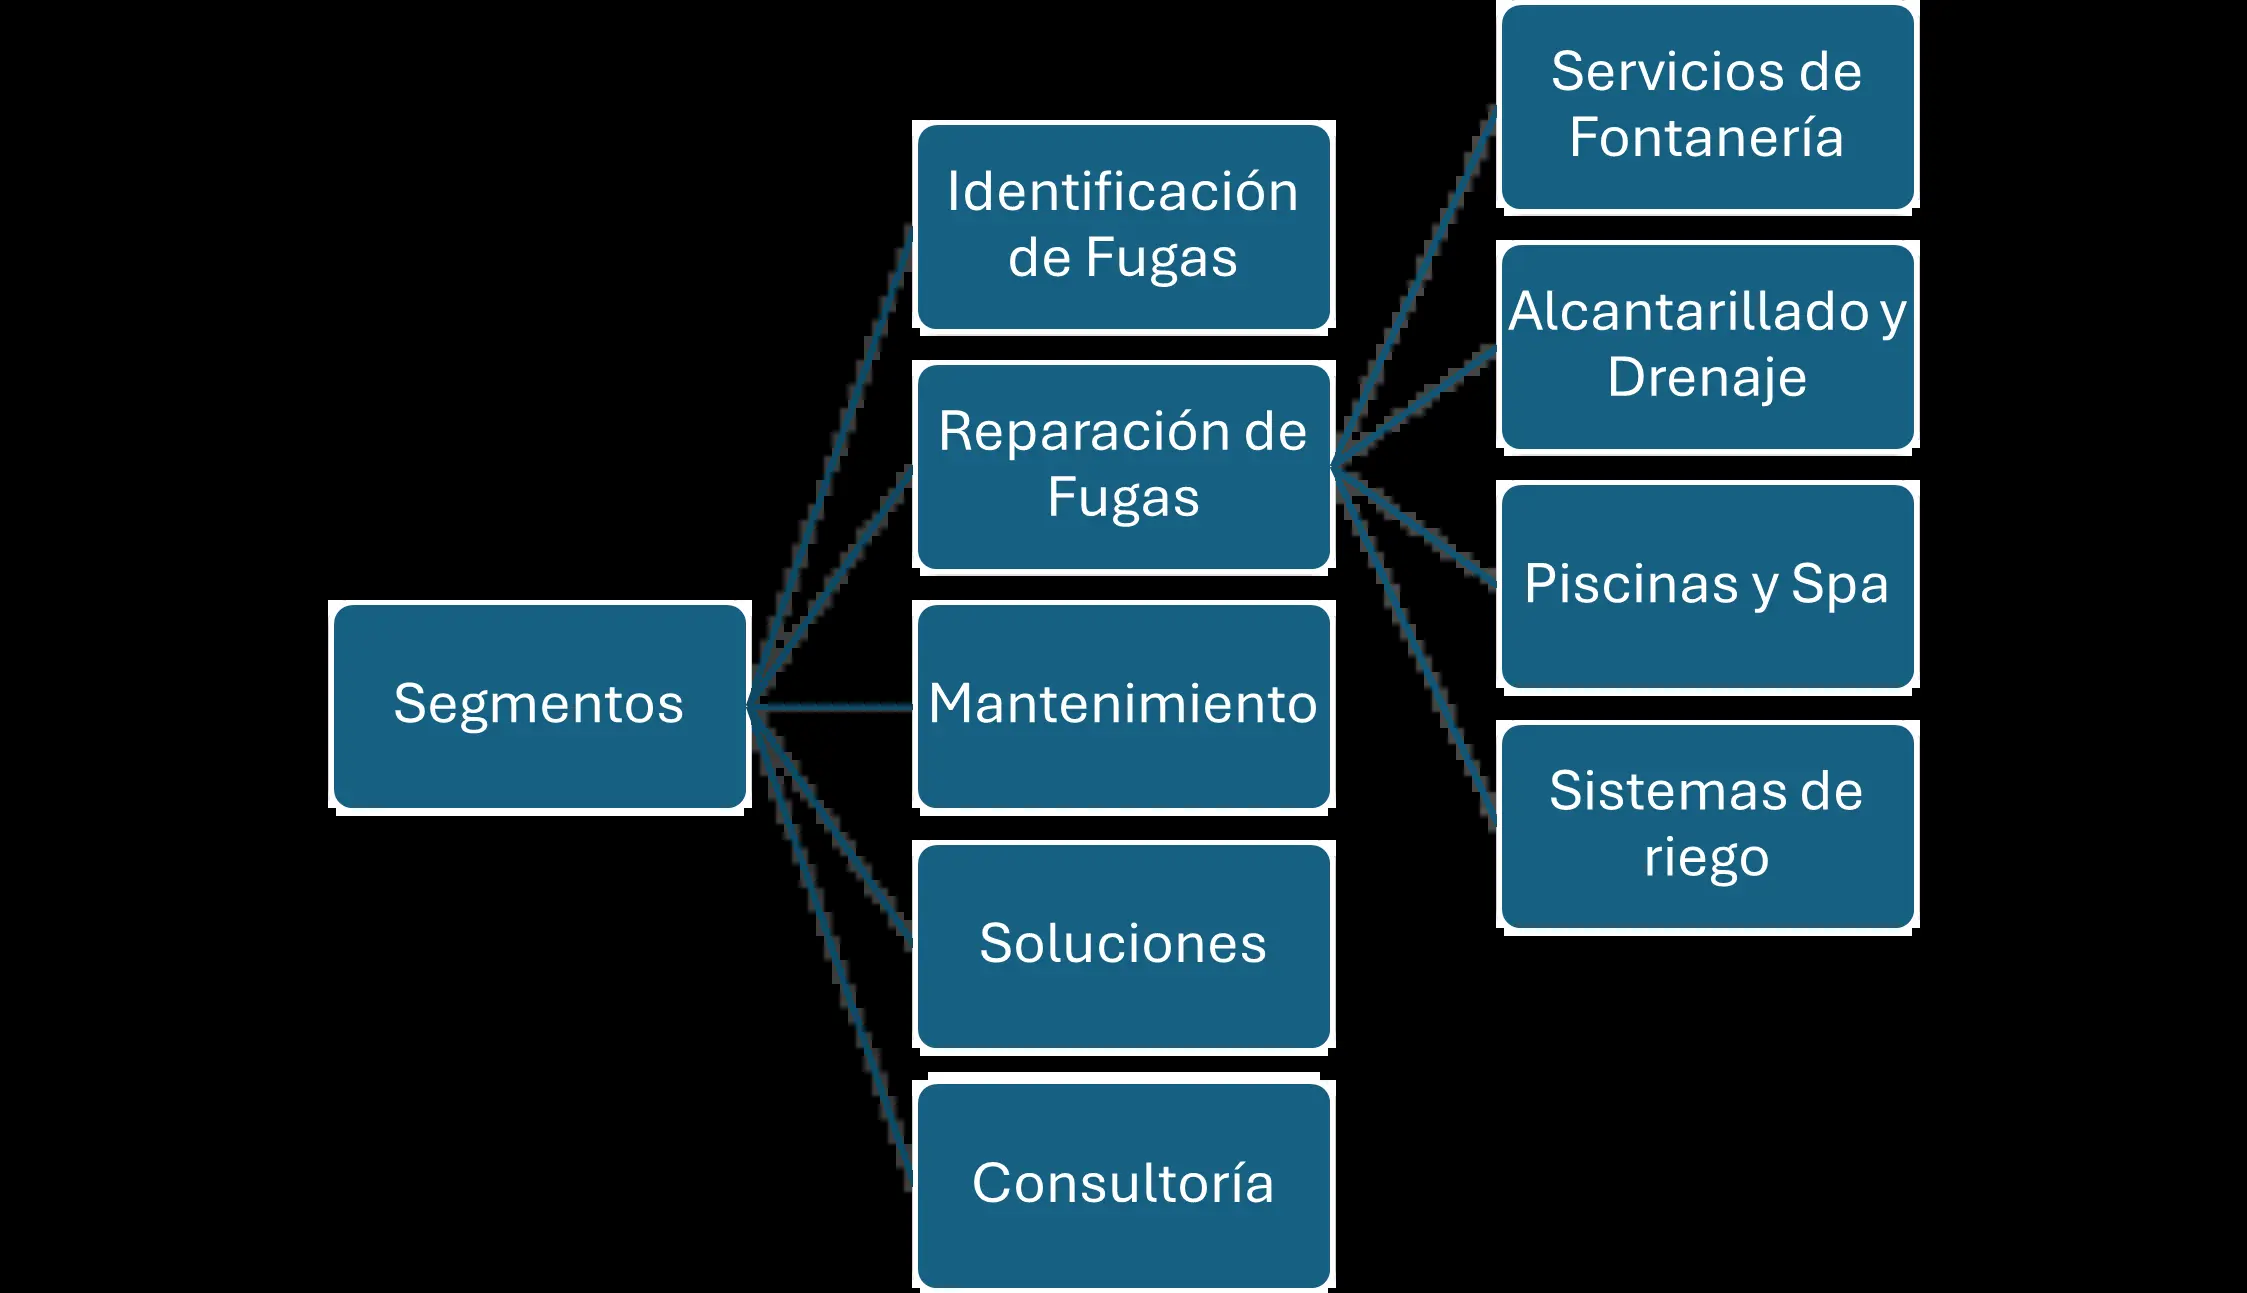 Segmentos
Identificación
de Fugas
Reparación de
Fugas
Mantenimiento
Soluciones
Consultoría
Servicios de
Fontanería
Alcantarillado y
Drenaje
Piscinas y Spa
Sistemas de
riego